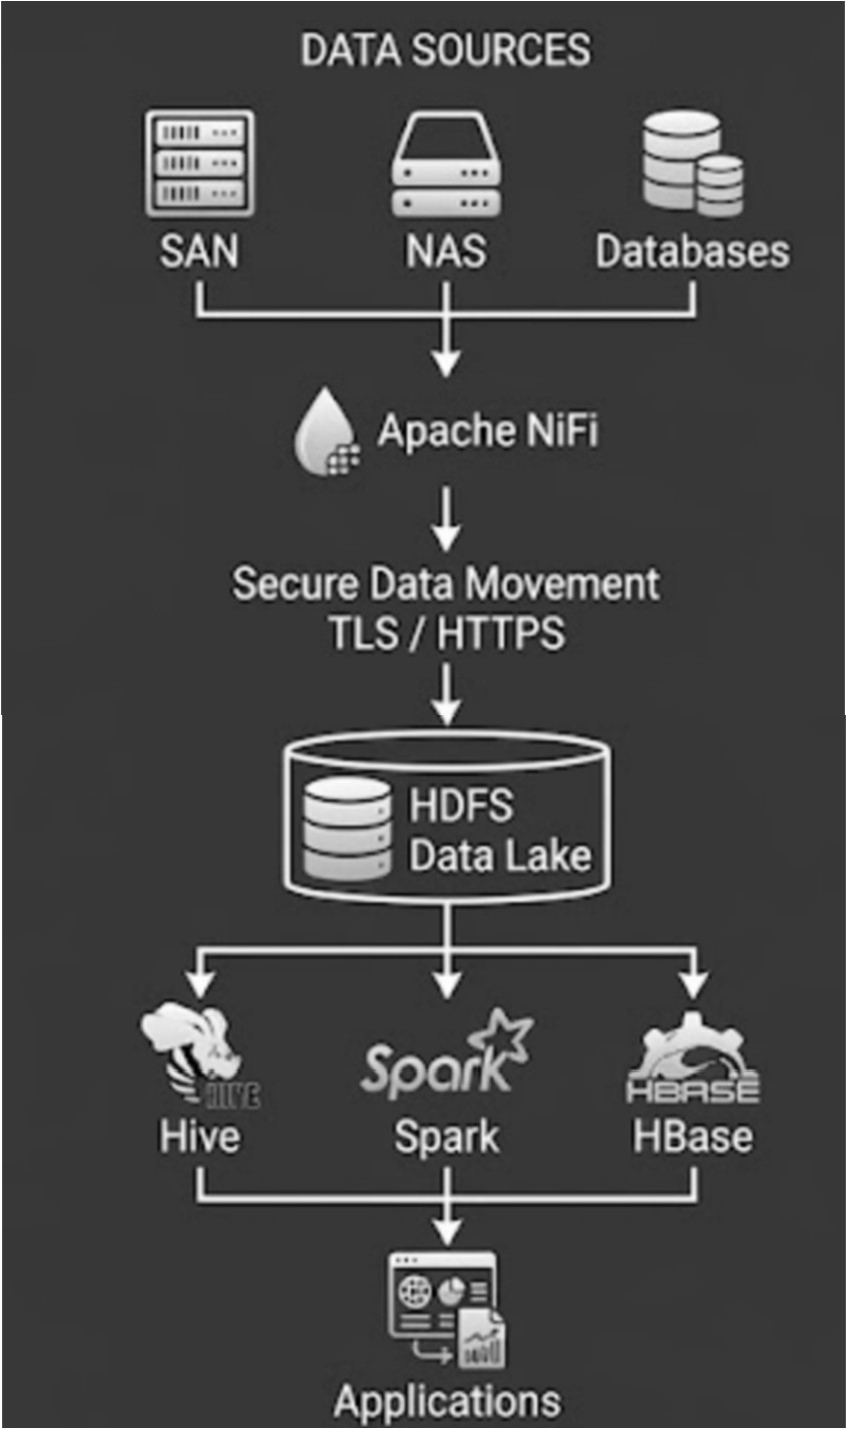 DATA SOURCES
SAN NAS Databases
Apache NiFi
Secure Data Movement
TLS / HTTPS
HDFS
Data Lake
HIVE Spark HBASE
Hive Spark HBase
Applications